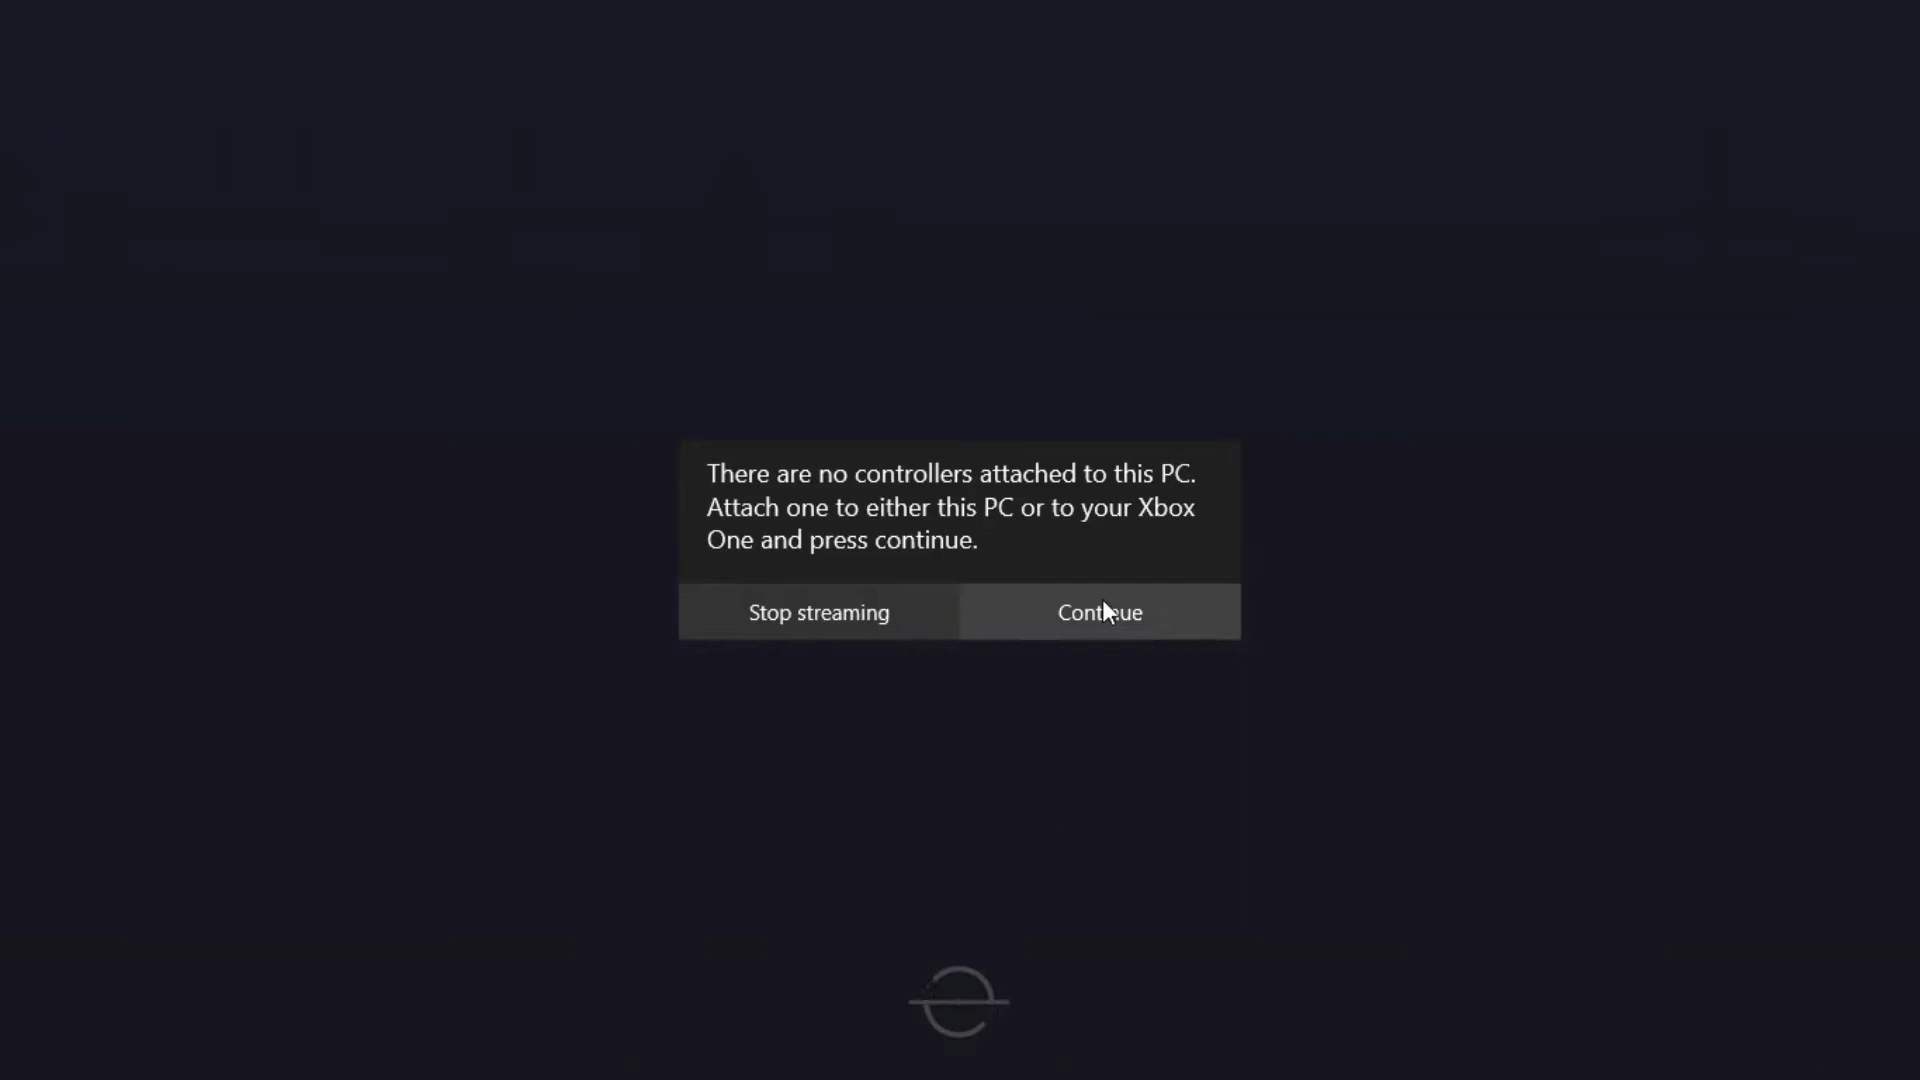 There are no controllers attached to this PC.
Attach one to either this PC or to your Xbox
One and press continue.
Stop streaming
Continue